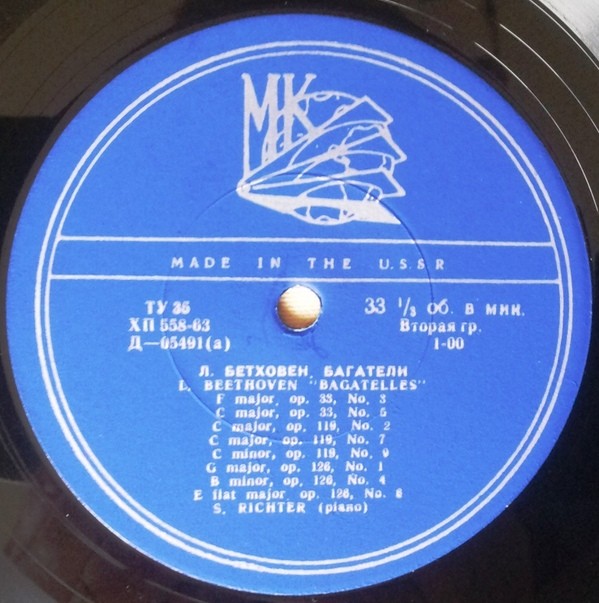 МК
MADE IN THE U.S.S R
ТУ 35
ХП 558-63
Д—05491(а)
33 ⅓ об. в мин.
Вторая гр.
1-00
Л. БЕТХОВЕН, БАГАТЕЛИ
L. BEETHOVEN "BAGATELLES"
F major, op. 33, No. 3
C major, op. 33, No. 5
C major, op. 119, No. 2
C major, op. 119, No. 7
C minor, op. 119, No. 9
G major, op. 126, No. 1
B minor, op. 126, No. 4
E flat major, op. 126, No. 6
S. RICHTER (piano)